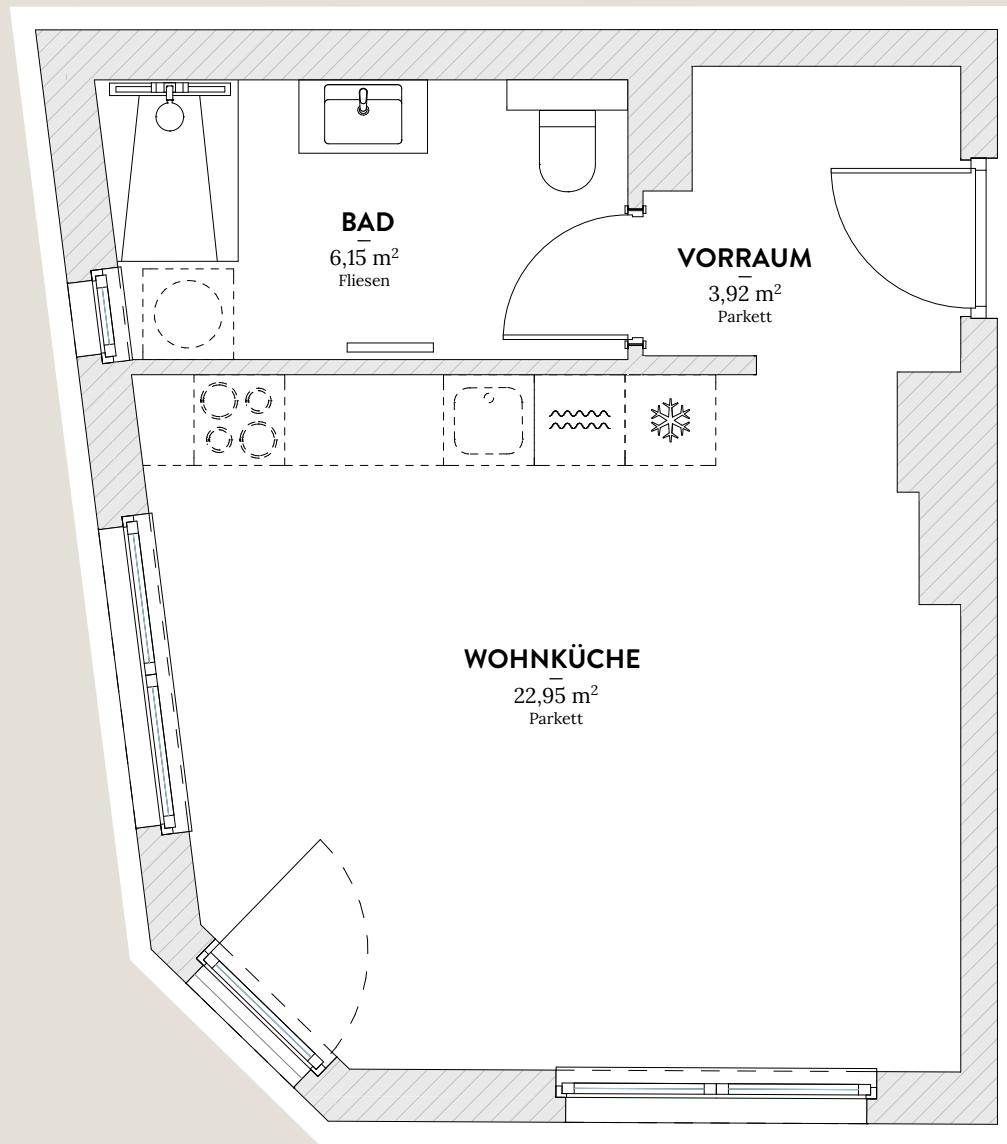 BAD
6,15 m²
Fliesen
VORRAUM
3,92 m²
Parkett
WOHNKÜCHE
22,95 m²
Parkett